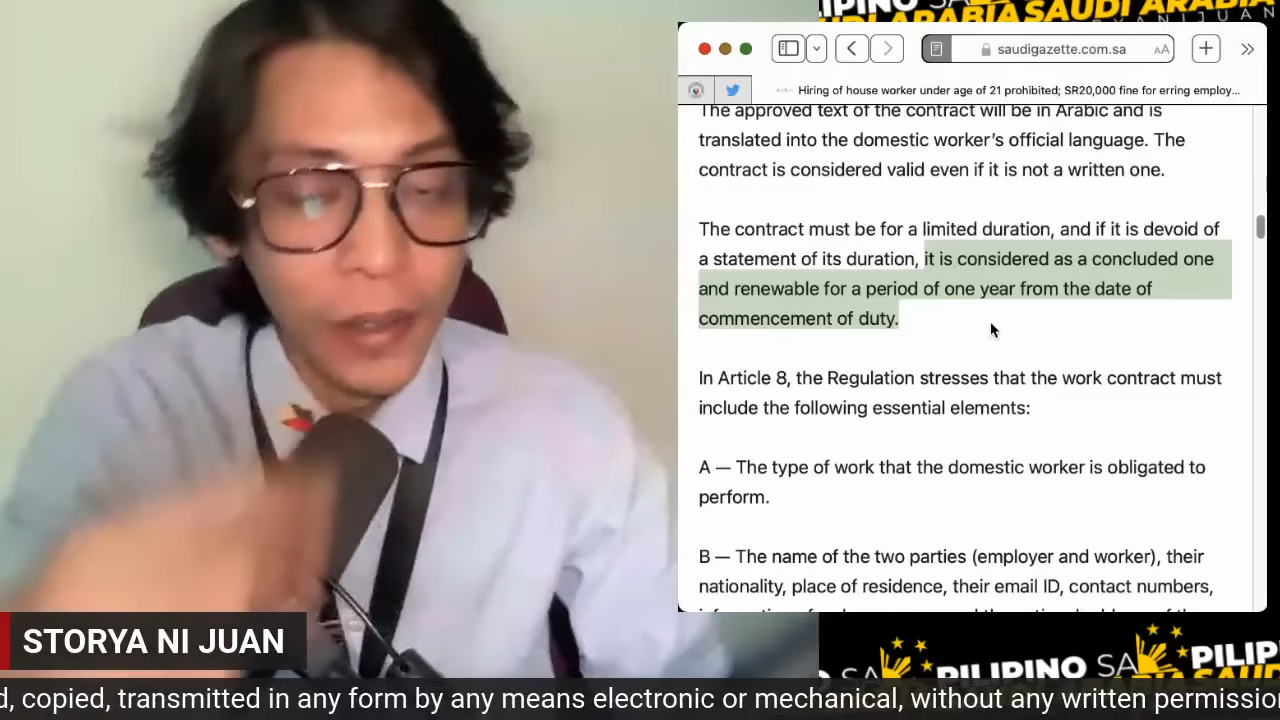 PILIPINO SA
SAUDI ARABIA SAUDI ARABIA
saudigazette.com.sa
AA
Hiring of house worker under age of 21 prohibited; SR20,000 fine for erring employ...
The approved text of the contract will be in Arabic and is
translated into the domestic worker’s official language. The
contract is considered valid even if it is not a written one.
The contract must be for a limited duration, and if it is devoid of
a statement of its duration, it is considered as a concluded one
and renewable for a period of one year from the date of
commencement of duty.
In Article 8, the Regulation stresses that the work contract must
include the following essential elements:
A — The type of work that the domestic worker is obligated to
perform.
B — The name of the two parties (employer and worker), their
nationality, place of residence, their email ID, contact numbers,
STORYA NI JUAN
SA PILIPINO SA PILIP
d, copied, transmitted in any form by any means electronic or mechanical, without any written permissio